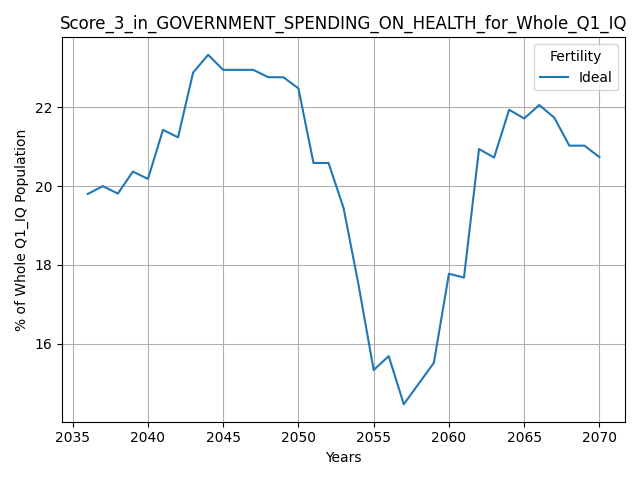 Score_3_in_GOVERNMENT_SPENDING_ON_HEALTH_for_Whole_Q1_IQ
Fertility
Ideal
% of Whole Q1_IQ Population
22
20
18
16
2035 2040 2045 2050 2055 2060 2065 2070
Years